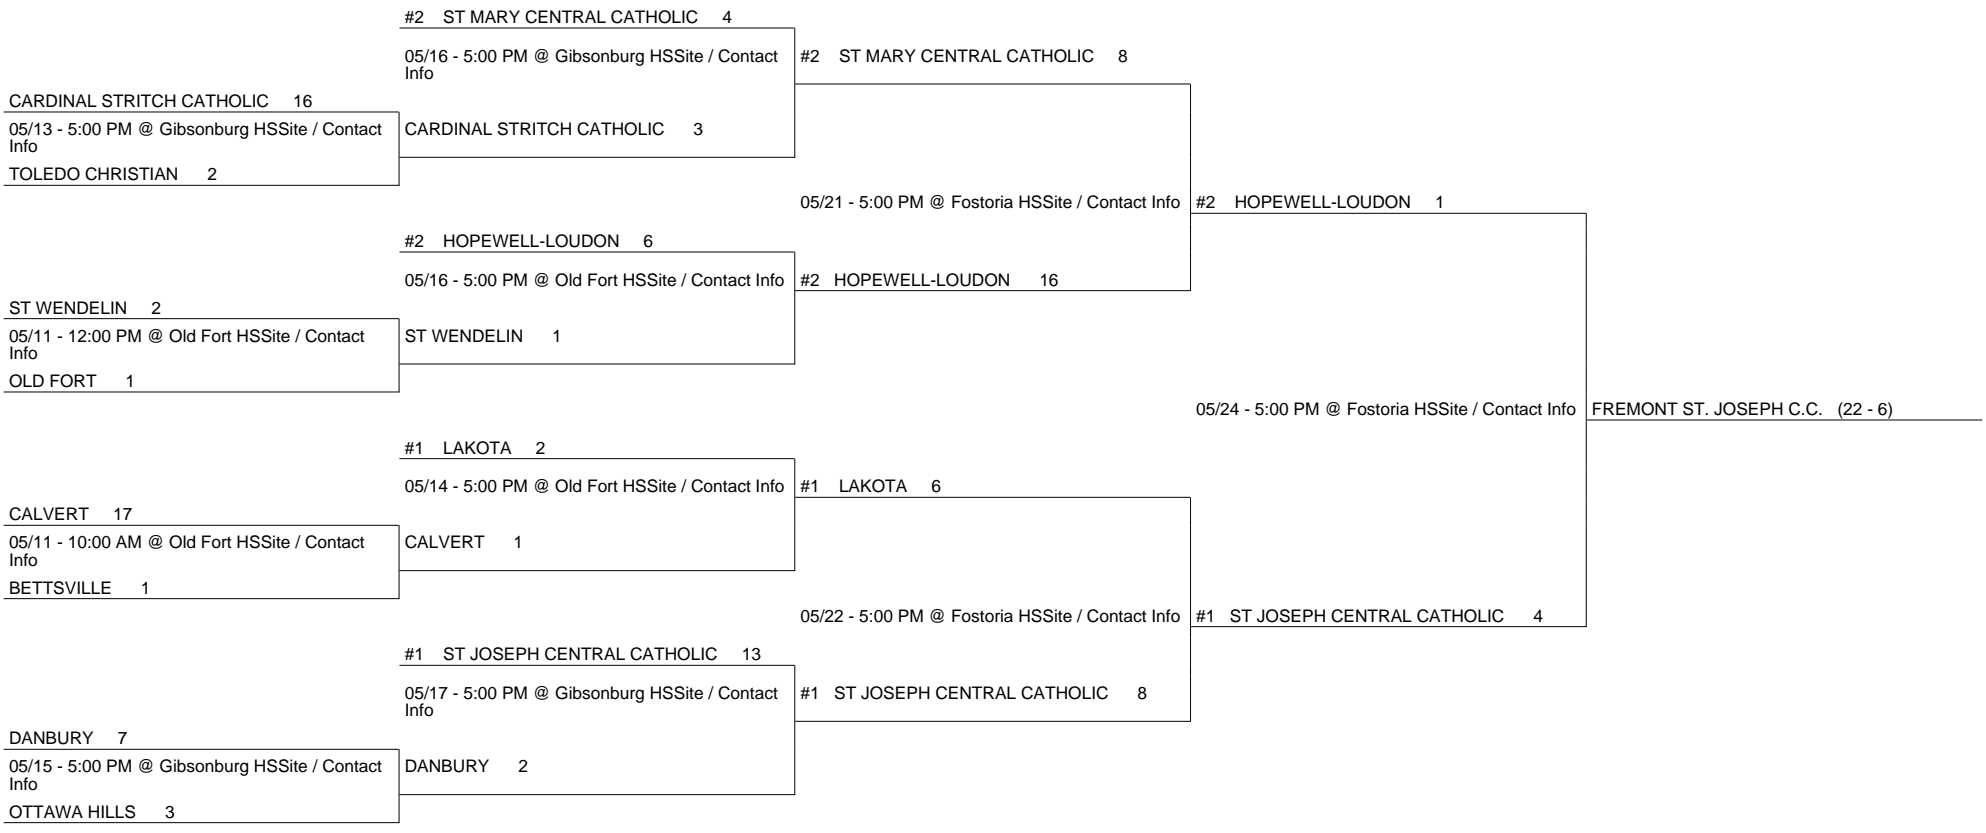 #2 ST MARY CENTRAL CATHOLIC 4
05/16 - 5:00 PM @ Gibsonburg HSSite / Contact
Info
#2 ST MARY CENTRAL CATHOLIC 8
CARDINAL STRITCH CATHOLIC 16
05/13 - 5:00 PM @ Gibsonburg HSSite / Contact
Info
CARDINAL STRITCH CATHOLIC 3
TOLEDO CHRISTIAN 2
05/21 - 5:00 PM @ Fostoria HSSite / Contact Info
#2 HOPEWELL-LOUDON 1
#2 HOPEWELL-LOUDON 6
05/16 - 5:00 PM @ Old Fort HSSite / Contact Info
#2 HOPEWELL-LOUDON 16
ST WENDELIN 2
05/11 - 12:00 PM @ Old Fort HSSite / Contact
Info
ST WENDELIN 1
OLD FORT 1
05/24 - 5:00 PM @ Fostoria HSSite / Contact Info
FREMONT ST. JOSEPH C.C. (22 - 6)
#1 LAKOTA 2
05/14 - 5:00 PM @ Old Fort HSSite / Contact Info
#1 LAKOTA 6
CALVERT 17
05/11 - 10:00 AM @ Old Fort HSSite / Contact
Info
CALVERT 1
BETTSVILLE 1
05/22 - 5:00 PM @ Fostoria HSSite / Contact Info
#1 ST JOSEPH CENTRAL CATHOLIC 4
#1 ST JOSEPH CENTRAL CATHOLIC 13
05/17 - 5:00 PM @ Gibsonburg HSSite / Contact
Info
#1 ST JOSEPH CENTRAL CATHOLIC 8
DANBURY 7
05/15 - 5:00 PM @ Gibsonburg HSSite / Contact
Info
DANBURY 2
OTTAWA HILLS 3